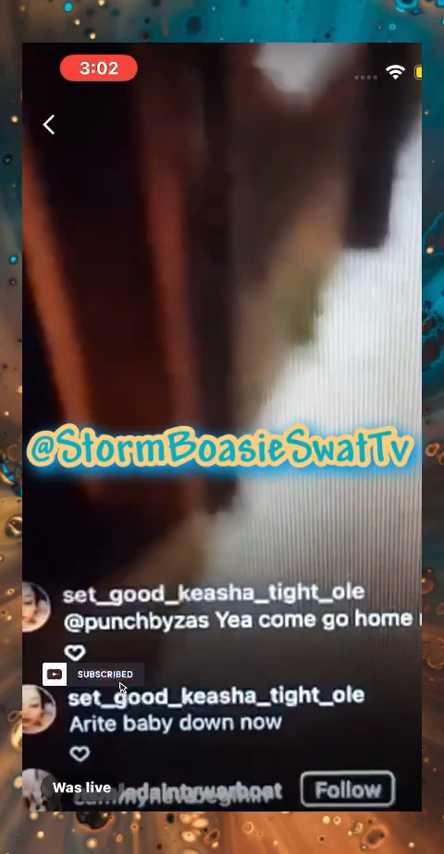 3:02
@StormBoasieSwatTv
set_good_keasha_tight_ole
@punchbyzas Yea come go home
SUBSCRIBED
set_good_keasha_tight_ole
Arite baby down now
Was live
Follow